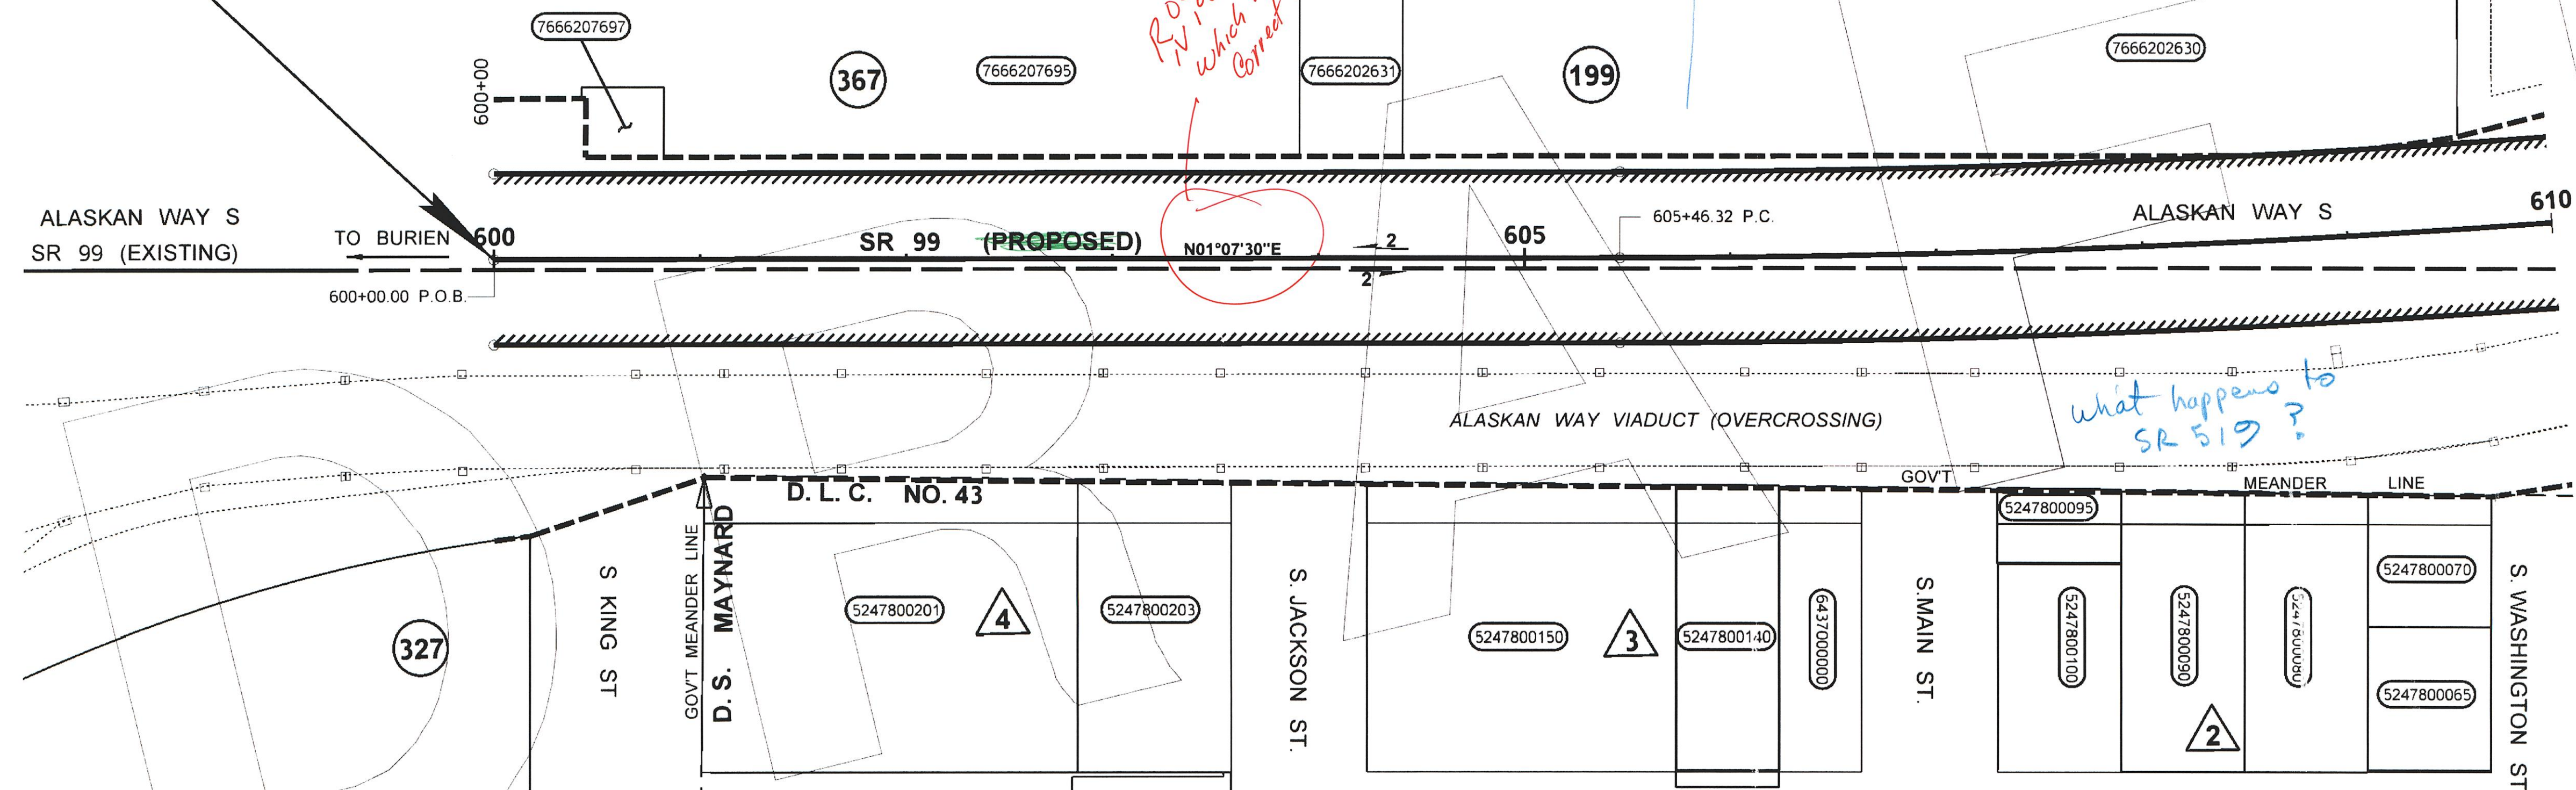 7666207697
600+00
367
7666207695
which
Correct
7666202631
199
7666202630
ALASKAN WAY S
SR 99 (EXISTING)
TO BURIEN
600
600+00.00 P.O.B.
SR 99 (PROPOSED)
N01°07'30"E
2
2
605
605+46.32 P.C.
ALASKAN WAY S
610
ALASKAN WAY VIADUCT (OVERCROSSING)
what happens to
SR 519 ?
GOV'T MEANDER LINE
D. L. C. NO. 43
327
S KING ST
GOV'T MEANDER LINE
D. S. MAYNARD
5247800201
4
5247800203
S. JACKSON ST.
5247800150
3
5247800140
6437000000
S.MAIN ST.
5247800095
5247800100
5247800090
5247800080
2
5247800070
5247800065
S. WASHINGTON ST
DRA